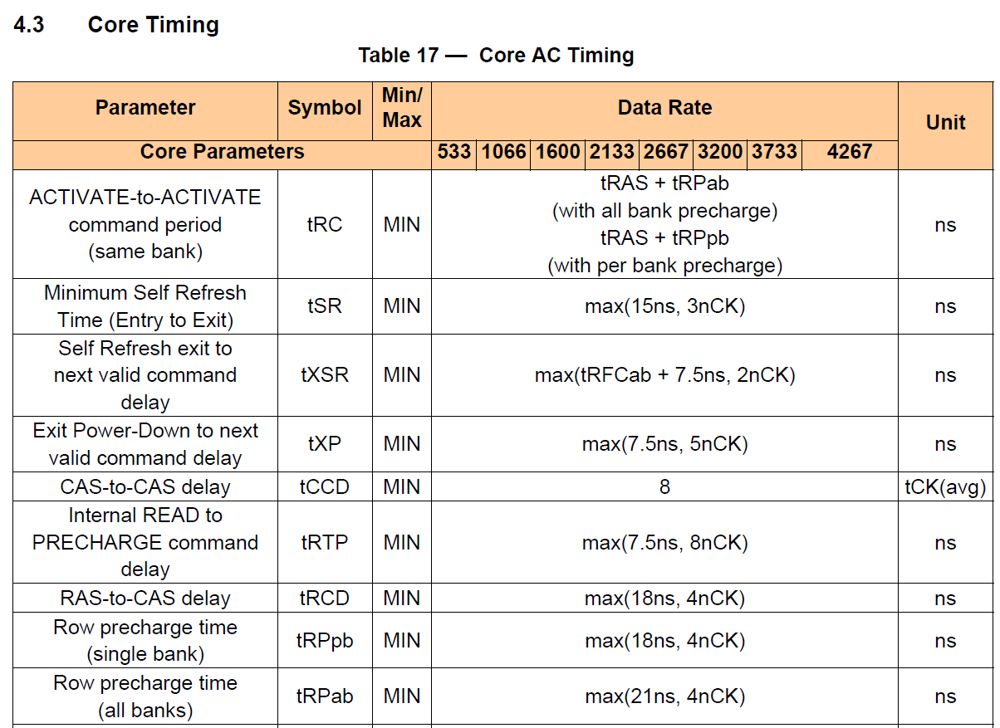 4.3 Core Timing
Table 17 — Core AC Timing
Parameter Symbol Min/ Max Data Rate Unit
Core Parameters 533 1066 1600 2133 2667 3200 3733 4267
ACTIVATE-to-ACTIVATE
command period
(same bank)
tRC MIN
tRAS + tRPab
(with all bank precharge)
tRAS + tRPpb
(with per bank precharge)
ns
Minimum Self Refresh
Time (Entry to Exit)
tSR MIN max(15ns, 3nCK) ns
Self Refresh exit to
next valid command
delay
tXSR MIN max(tRFCab + 7.5ns, 2nCK) ns
Exit Power-Down to next
valid command delay
tXP MIN max(7.5ns, 5nCK) ns
CAS-to-CAS delay tCCD MIN 8 tCK(avg)
Internal READ to
PRECHARGE command
delay
tRTP MIN max(7.5ns, 8nCK) ns
RAS-to-CAS delay tRCD MIN max(18ns, 4nCK) ns
Row precharge time
(single bank)
tRPpb MIN max(18ns, 4nCK) ns
Row precharge time
(all banks)
tRPab MIN max(21ns, 4nCK) ns